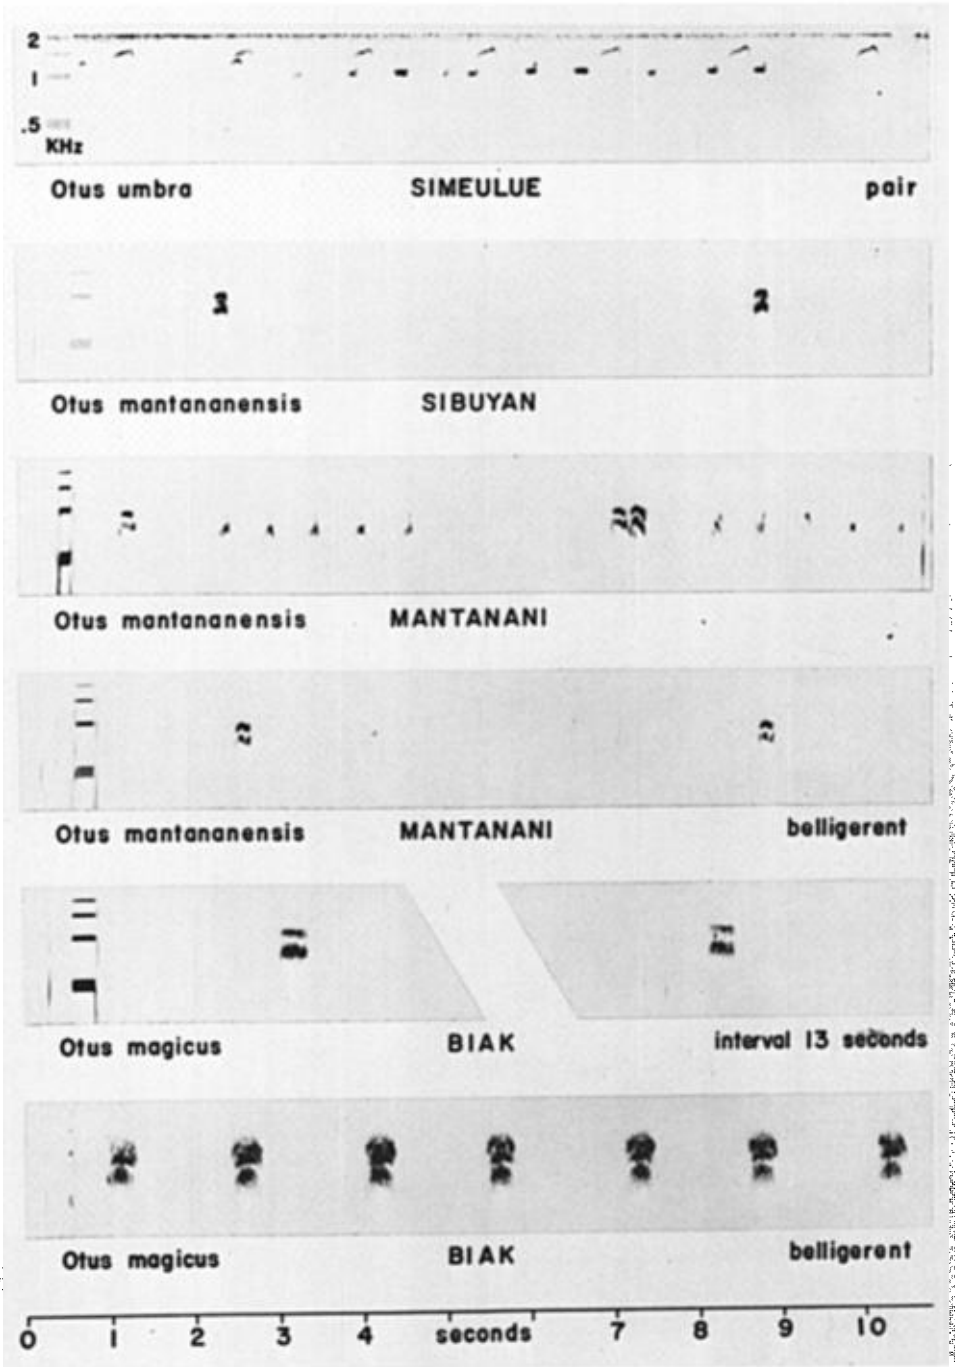 2
1
.5
KHz
Otus umbra SIMEULUE pair
Otus mantananensis SIBUYAN
Otus mantananensis MANTANANI
Otus mantananensis MANTANANI belligerent
Otus magicus BIAK interval 13 seconds
Otus magicus BIAK belligerent
0 1 2 3 4 seconds 7 8 9 10